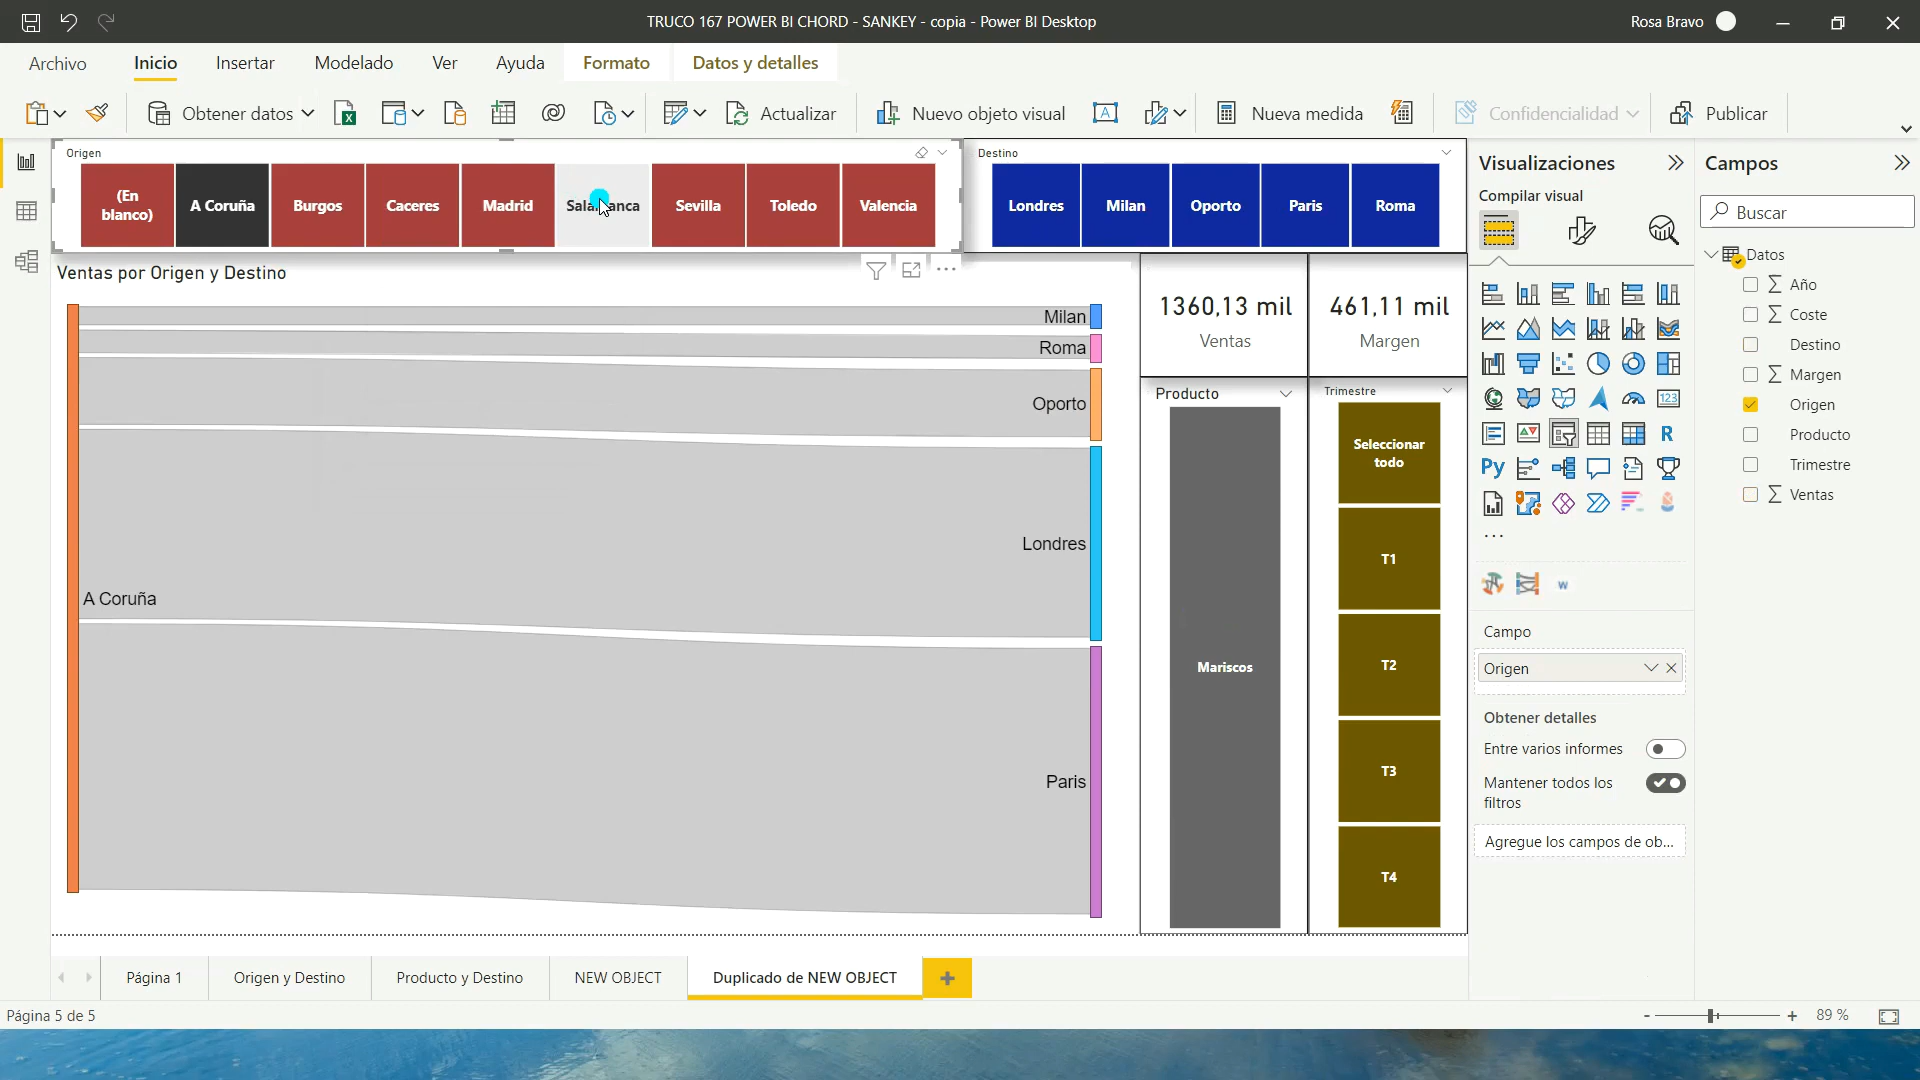 TRUCO 167 POWER BI CHORD - SANKEY - copia - Power BI Desktop
Rosa Bravo
Archivo
Inicio
Insertar
Modelado
Ver
Ayuda
Formato
Datos y detalles
Obtener datos
Actualizar
Nuevo objeto visual
Nueva medida
Confidencialidad
Publicar
Origen
(En
blanco)
A Coruña
Burgos
Caceres
Madrid
Sevilla
Toledo
Valencia
Destino
Londres
Milan
Oporto
Paris
Roma
Ventas por Origen y Destino
A Coruña
Milan
Roma
Oporto
Londres
Paris
1360,13 mil
Ventas
461,11 mil
Margen
Producto
Mariscos
Trimestre
Seleccionar
todo
T1
T2
T3
T4
Visualizaciones
Compilar visual
123
R
Py
W
Campo
Origen
Obtener detalles
Entre varios informes
Mantener todos los
filtros
Agregue los campos de ob...
Campos
Buscar
Datos
Año
Coste
Destino
Margen
Origen
Producto
Trimestre
Ventas
Página 1
Origen y Destino
Producto y Destino
NEW OBJECT
Duplicado de NEW OBJECT
Página 5 de 5
89 %